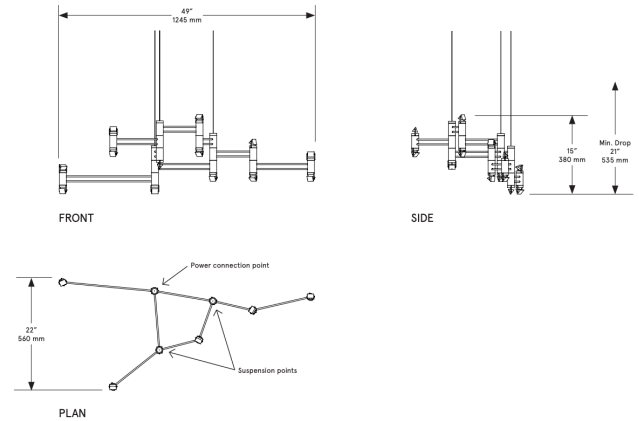 49"
1245 mm
15"
380 mm
Min. Drop
21"
535 mm
FRONT
SIDE
Power connection point
22"
560 mm
Suspension points
PLAN